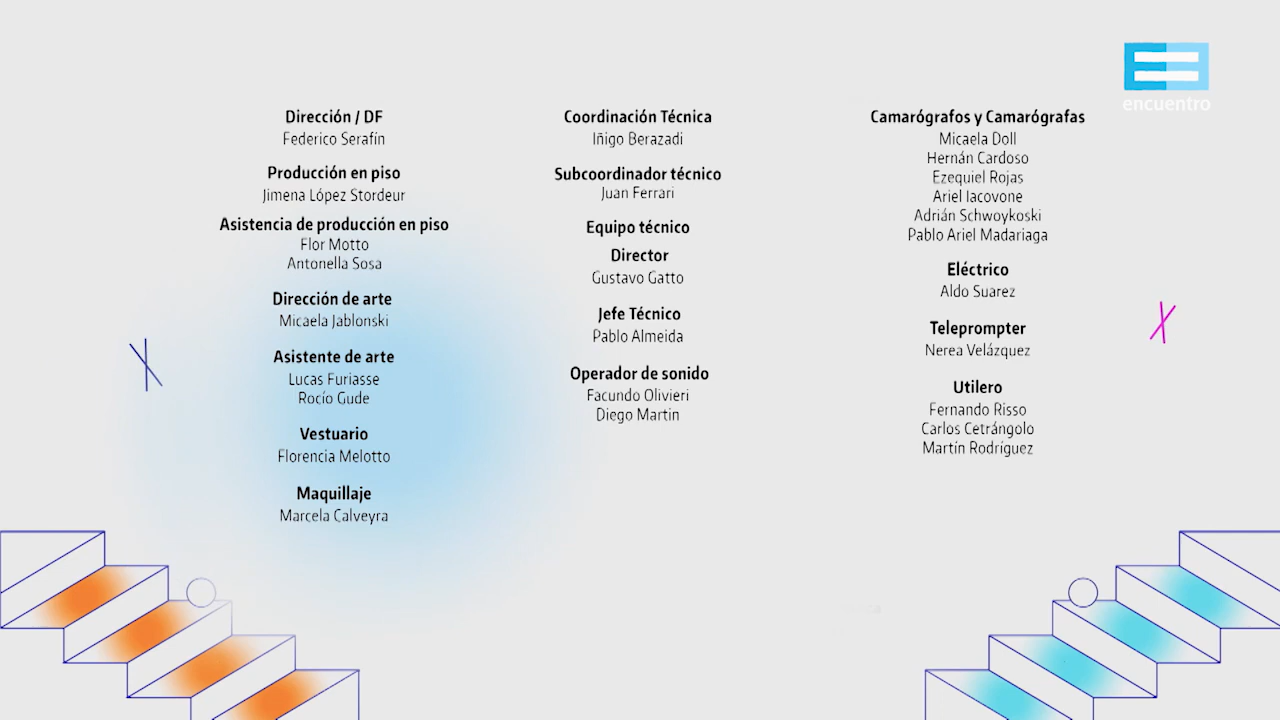 Dirección / DF
Federico Serafín
Producción en piso
Jimena López Stordeur
Asistencia de producción en piso
Flor Motto
Antonella Sosa
Dirección de arte
Micaela Jablonski
Asistente de arte
Lucas Furiasse
Rocío Gude
Vestuario
Florencia Melotto
Maquillaje
Marcela Calveyra
Coordinación Técnica
Iñigo Berazadi
Subcoordinador técnico
Juan Ferrari
Equipo técnico
Director
Gustavo Gatto
Jefe Técnico
Pablo Almeida
Operador de sonido
Facundo Olivieri
Diego Martin
Camarógrafos y Camarógrafas
Micaela Doll
Hernán Cardoso
Ezequiel Rojas
Ariel Iacovone
Adrián Schwoykoski
Pablo Ariel Madariaga
Eléctrico
Aldo Suarez
Teleprompter
Nerea Velázquez
Utilero
Fernando Risso
Carlos Cetrángolo
Martín Rodríguez
encuentro